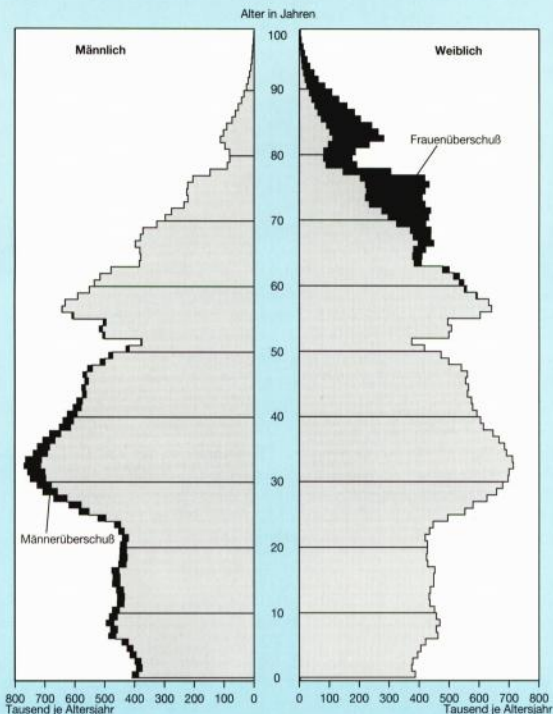 Alter in Jahren
Männlich
100
Weiblich
90
Frauenüberschuß
80
70
60
50
40
30
Männerüberschuß
20
10
0
800 700 600 500 400 300 200 100 0
0 100 200 300 400 500 600 700 800
Tausend je Altersjahr
Tausend je Altersjahr